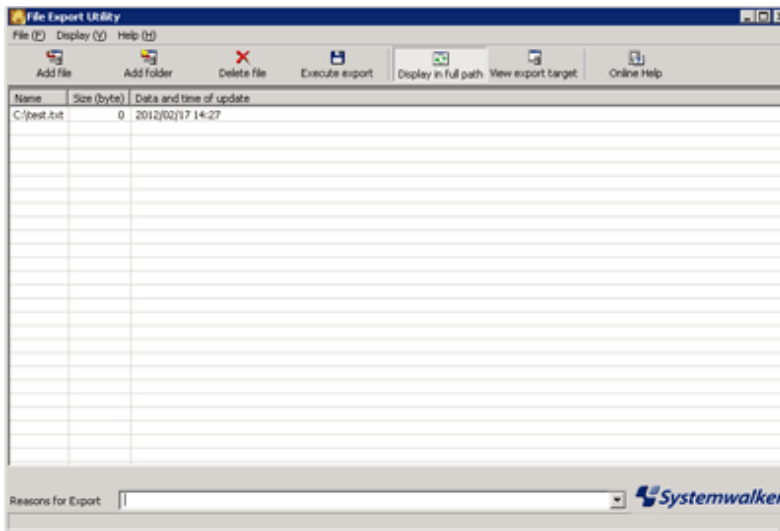 File Export Utility
File (F) Display (V) Help (H)
Add file Add folder Delete file Execute export Display in full path View export target Online Help
Name Size (byte) Data and time of update
C:\test.txt 0 2012/02/17 14:27
Reasons for Export
Systemwalker